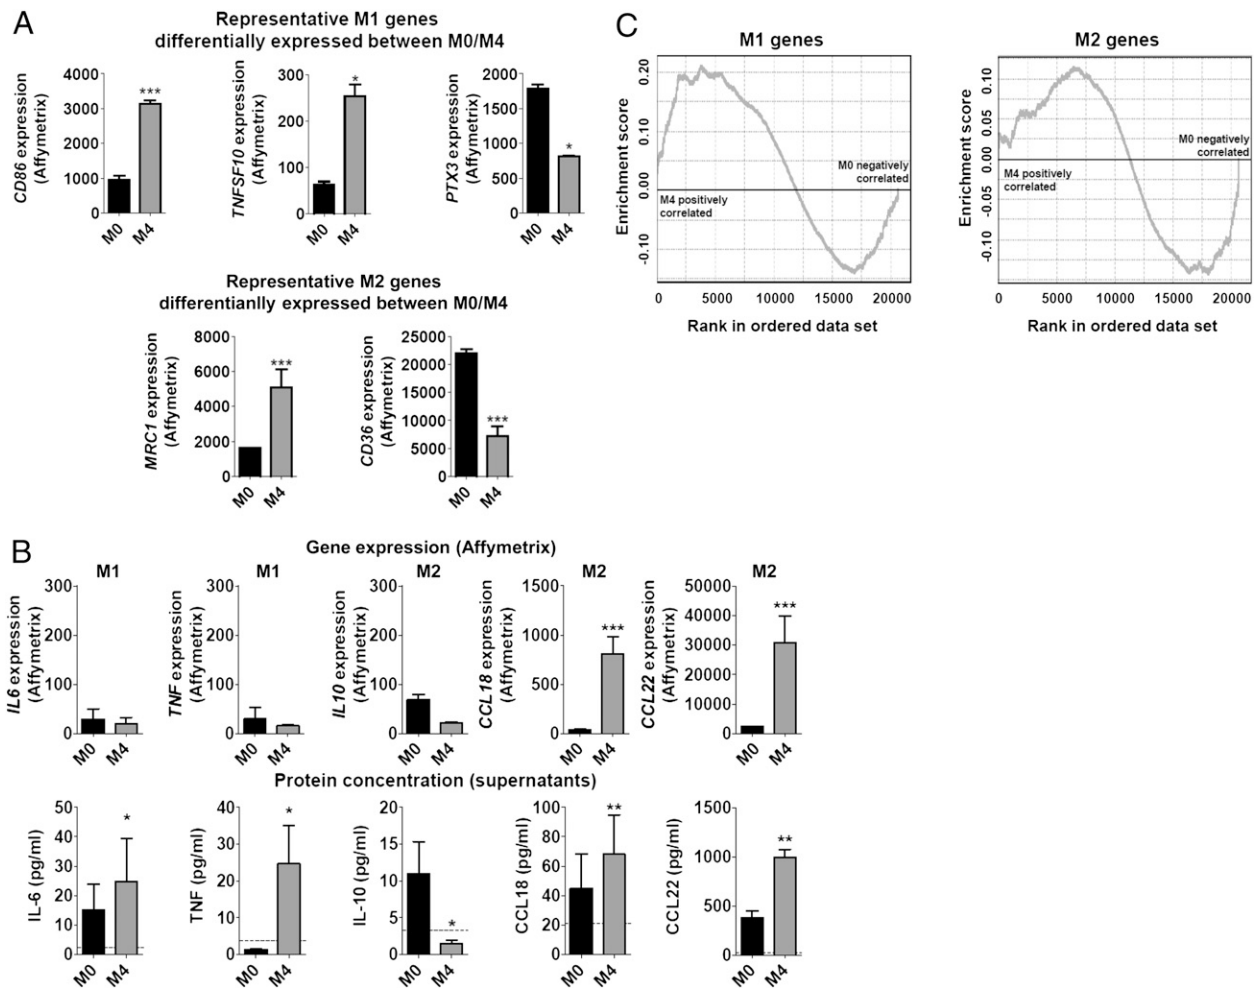 A
Representative M1 genes
differentially expressed between M0/M4
CD86 expression
(Affymetrix)
4000
3000
2000
1000
0
***
M0
M4
TNFSF10 expression
(Affymetrix)
300
200
100
0
*
M0
M4
PTX3 expression
(Affymetrix)
2000
1500
1000
500
0
*
M0
M4
Representative M2 genes
differentianlly expressed between M0/M4
MRC1 expression
(Affymetrix)
8000
6000
4000
2000
0
***
M0
M4
CD36 expression
(Affymetrix)
25000
20000
15000
10000
5000
0
***
M0
M4
B
Gene expression (Affymetrix)
M1
IL6 expression
(Affymetrix)
300
200
100
0
M0
M4
M1
TNF expression
(Affymetrix)
300
200
100
0
M0
M4
M2
IL10 expression
(Affymetrix)
300
200
100
0
M0
M4
M2
CCL18 expression
(Affymetrix)
1500
1000
500
0
***
M0
M4
M2
CCL22 expression
(Affymetrix)
50000
40000
30000
20000
10000
0
***
M0
M4
Protein concentration (supernatants)
IL-6 (pg/ml)
50
40
30
20
10
0
*
M0
M4
TNF (pg/ml)
40
30
20
10
0
*
M0
M4
IL-10 (pg/ml)
20
15
10
5
0
*
M0
M4
CCL18 (pg/ml)
100
80
60
40
20
0
**
M0
M4
CCL22 (pg/ml)
1500
1000
500
0
**
M0
M4
C
M1 genes
Enrichment score
0.20
0.10
0.00
-0.10
M0 negatively
correlated
M4 positively
correlated
0
5000
10000
15000
20000
Rank in ordered data set
M2 genes
Enrichment score
0.10
0.05
0.00
-0.05
-0.10
M0 negatively
correlated
M4 positively
correlated
0
5000
10000
15000
20000
Rank in ordered data set